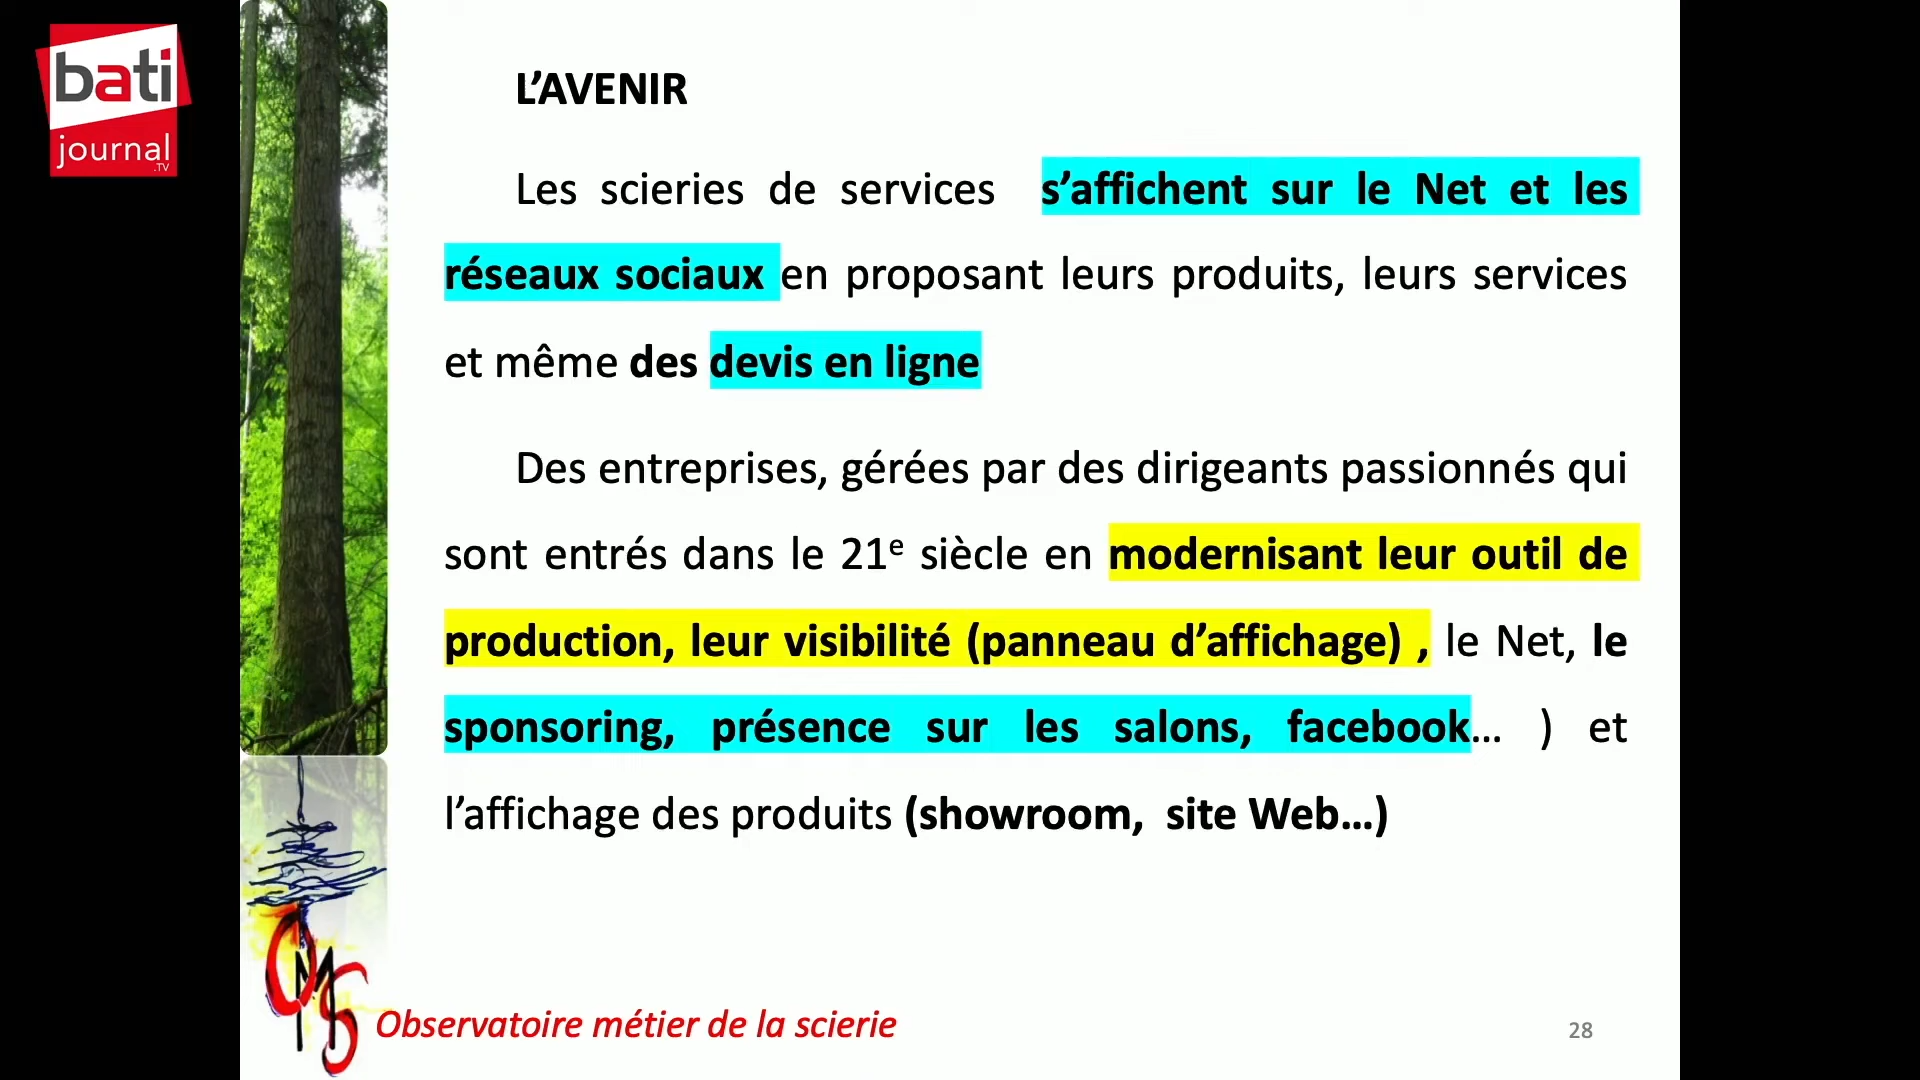 bati
journal
.TV
L’AVENIR
Les scieries de services s’affichent sur le Net et les
réseaux sociaux en proposant leurs produits, leurs services
et même des devis en ligne
Des entreprises, gérées par des dirigeants passionnés qui
sont entrés dans le 21e siècle en modernisant leur outil de
production, leur visibilité (panneau d’affichage) , le Net, le
sponsoring, présence sur les salons, facebook… ) et
l’affichage des produits (showroom, site Web…)
OMS
Observatoire métier de la scierie
28